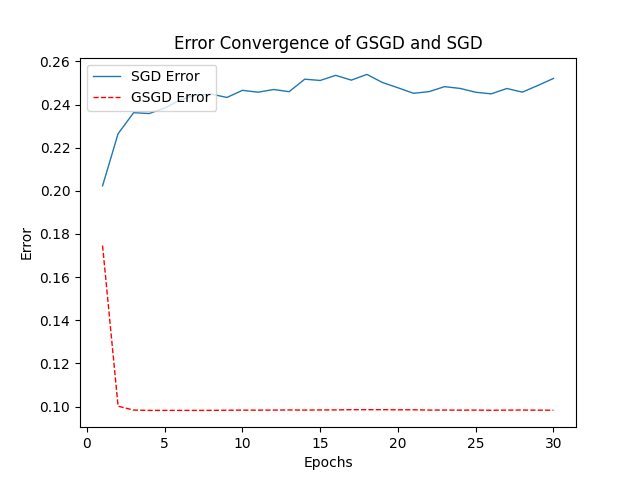 Error Convergence of GSGD and SGD
SGD Error
GSGD Error
0.26
0.24
0.22
0.20
0.18
0.16
0.14
0.12
0.10
Error
0 5 10 15 20 25 30
Epochs